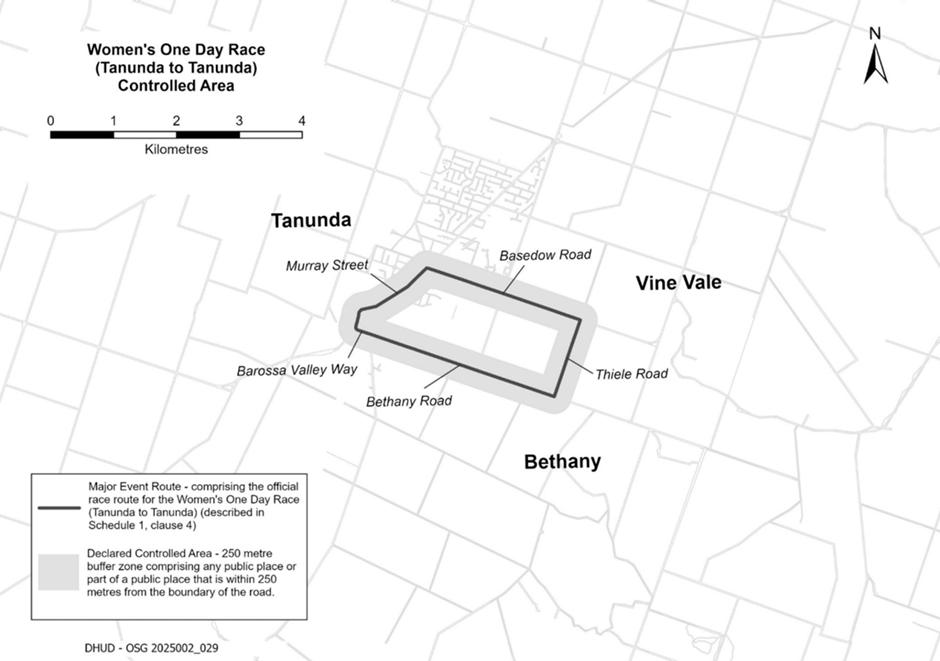 Women's One Day Race
(Tanunda to Tanunda)
Controlled Area
N
0 1 2 3 4
Kilometres
Tanunda
Basedow Road
Murray Street
Vine Vale
Barossa Valley Way
Thiele Road
Bethany Road
Bethany
Major Event Route - comprising the official
race route for the Women's One Day Race
(Tanunda to Tanunda) (described in
Schedule 1, clause 4)
Declared Controlled Area - 250 metre
buffer zone comprising any public place or
part of a public place that is within 250
metres from the boundary of the road.
DHUD - OSG 2025002_029